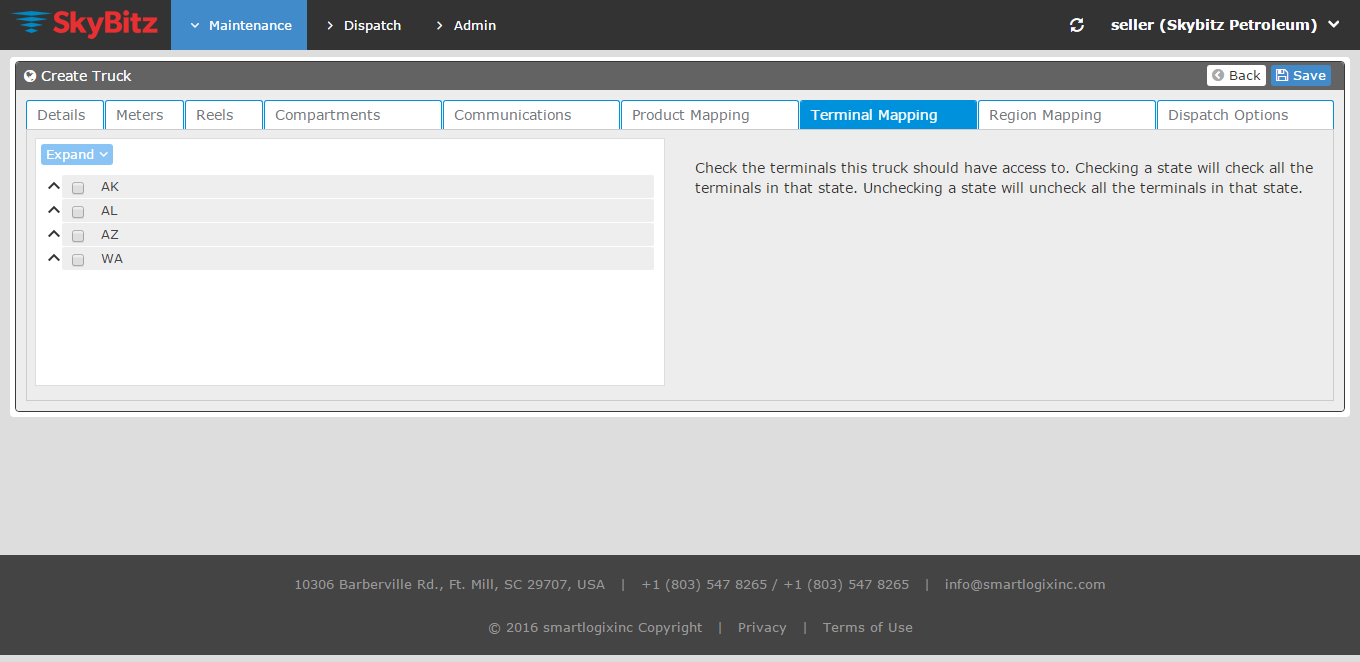 SkyBitz
Maintenance
Dispatch
Admin
seller (Skybitz Petroleum)
Create Truck
Back
Save
Details
Meters
Reels
Compartments
Communications
Product Mapping
Terminal Mapping
Region Mapping
Dispatch Options
Expand
AK
AL
AZ
WA
Check the terminals this truck should have access to. Checking a state will check all the
terminals in that state. Unchecking a state will uncheck all the terminals in that state.
10306 Barberville Rd., Ft. Mill, SC 29707, USA | +1 (803) 547 8265 / +1 (803) 547 8265 | info@smartlogixinc.com
© 2016 smartlogixinc Copyright | Privacy | Terms of Use